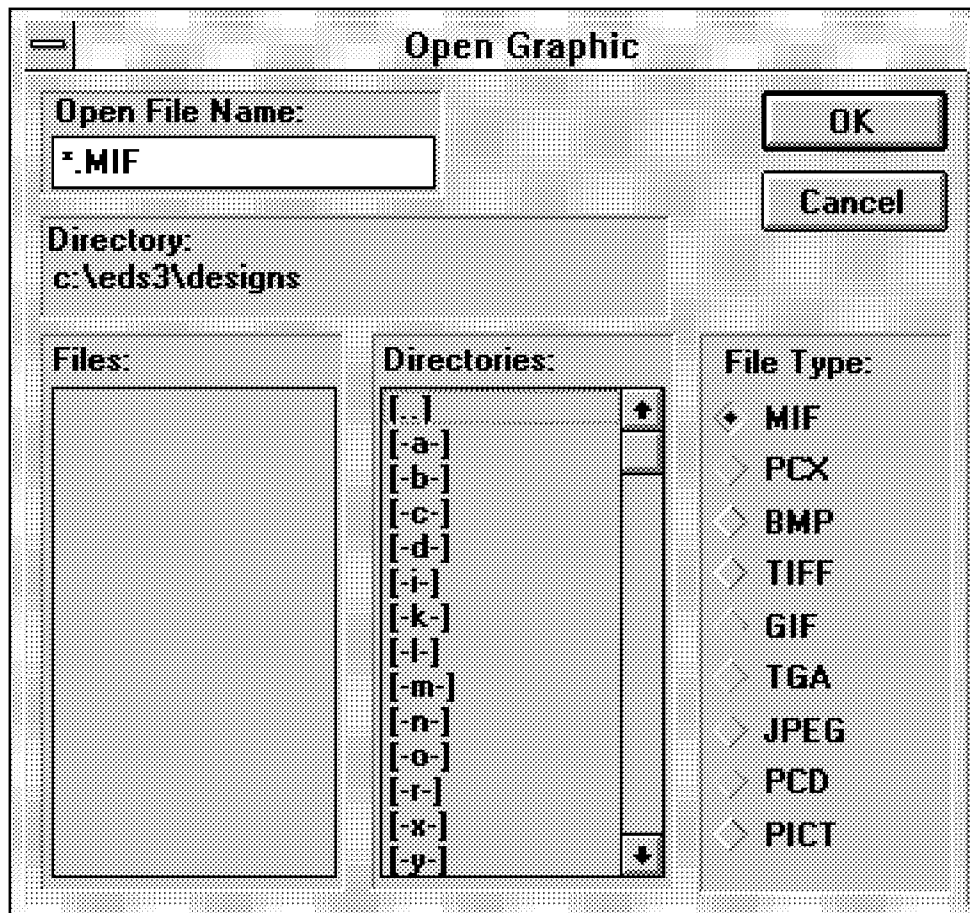 Open Graphic
Open File Name:
*.MIF
OK
Cancel
Directory:
c:\eds3\designs
Files:
Directories:
[..]
[-a-]
[-b-]
[-c-]
[-d-]
[-i-]
[-k-]
[-l-]
[-m-]
[-n-]
[-o-]
[-r-]
[-x-]
[-y-]
File Type:
MIF
PCX
BMP
TIFF
GIF
TGA
JPEG
PCD
PICT